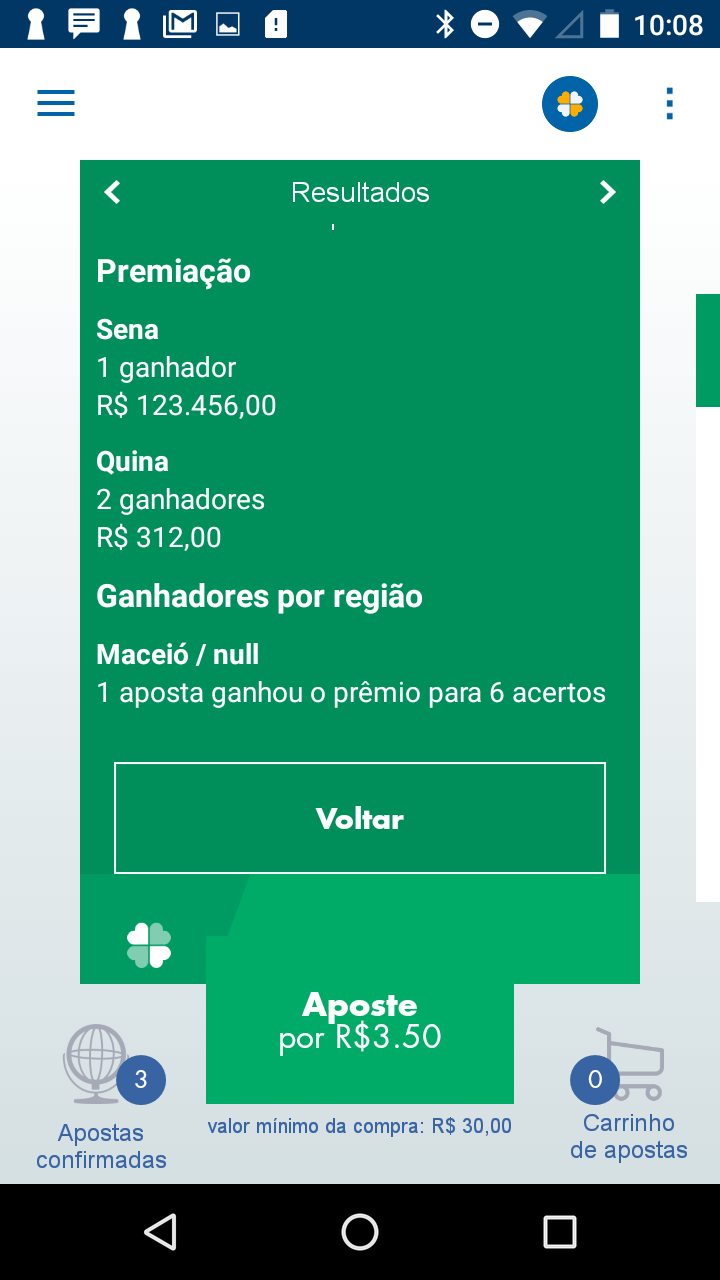 10:08
Resultados
Premiação
Sena
1 ganhador
R$ 123.456,00
Quina
2 ganhadores
R$ 312,00
Ganhadores por região
Maceió / null
1 aposta ganhou o prêmio para 6 acertos
Voltar
Aposte
por R$3.50
valor mínimo da compra: R$ 30,00
3
Apostas
confirmadas
0
Carrinho
de apostas